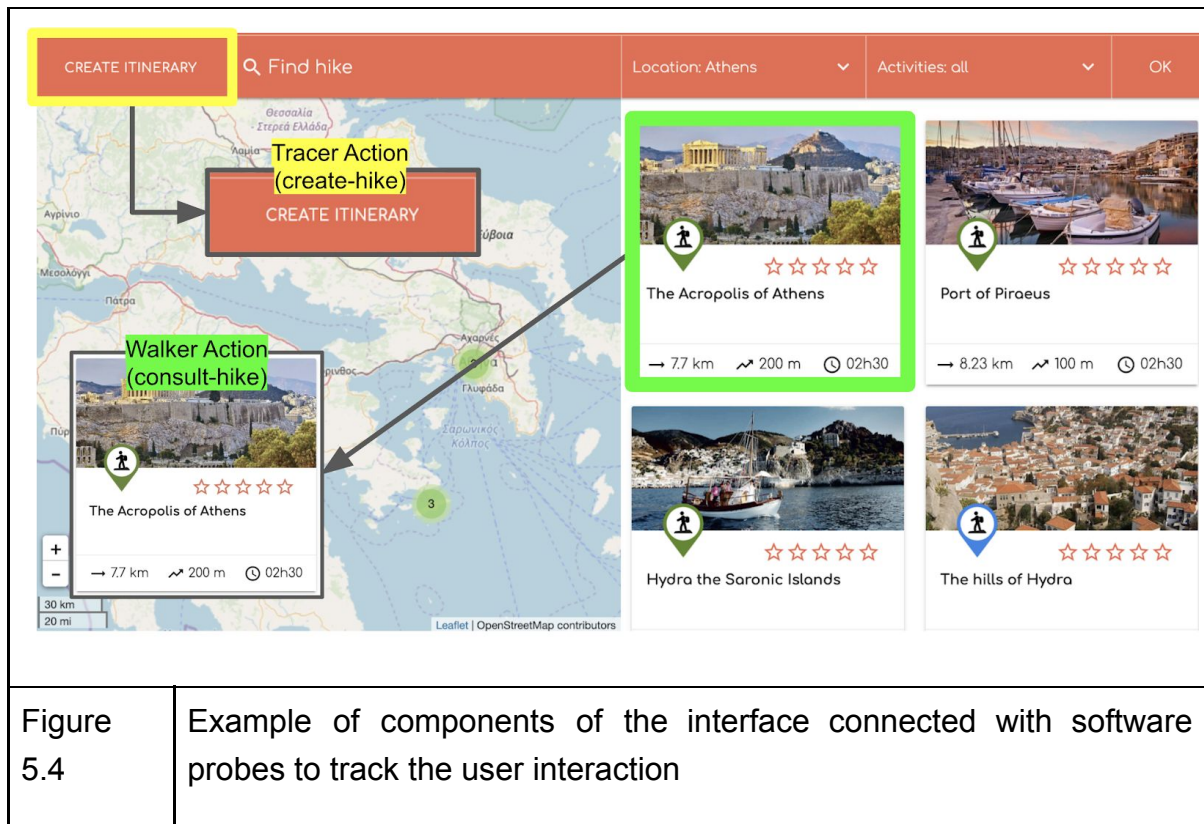 CREATE ITINERARY
Find hike
Location: Athens
Activities: all
OK
Θεσσαλία
- Στερεά Ελλάδα
Λαμία
Tracer Action
(create-hike)
CREATE ITINERARY
Αγρίνιο
Μεσολόγγι
Πάτρα
Αχαρνές
Γλυφάδα
Σαρωνικός
Κόλπος
3
Walker Action
(consult-hike)
The Acropolis of Athens
→ 7.7 km 200 m 02h30
+
−
30 km
20 mi
Leaflet | OpenStreetMap contributors
The Acropolis of Athens
→ 7.7 km 200 m 02h30
Port of Piraeus
→ 8.23 km 100 m 02h30
Hydra the Saronic Islands
The hills of Hydra
Figure
5.4
Example of components of the interface connected with software
probes to track the user interaction